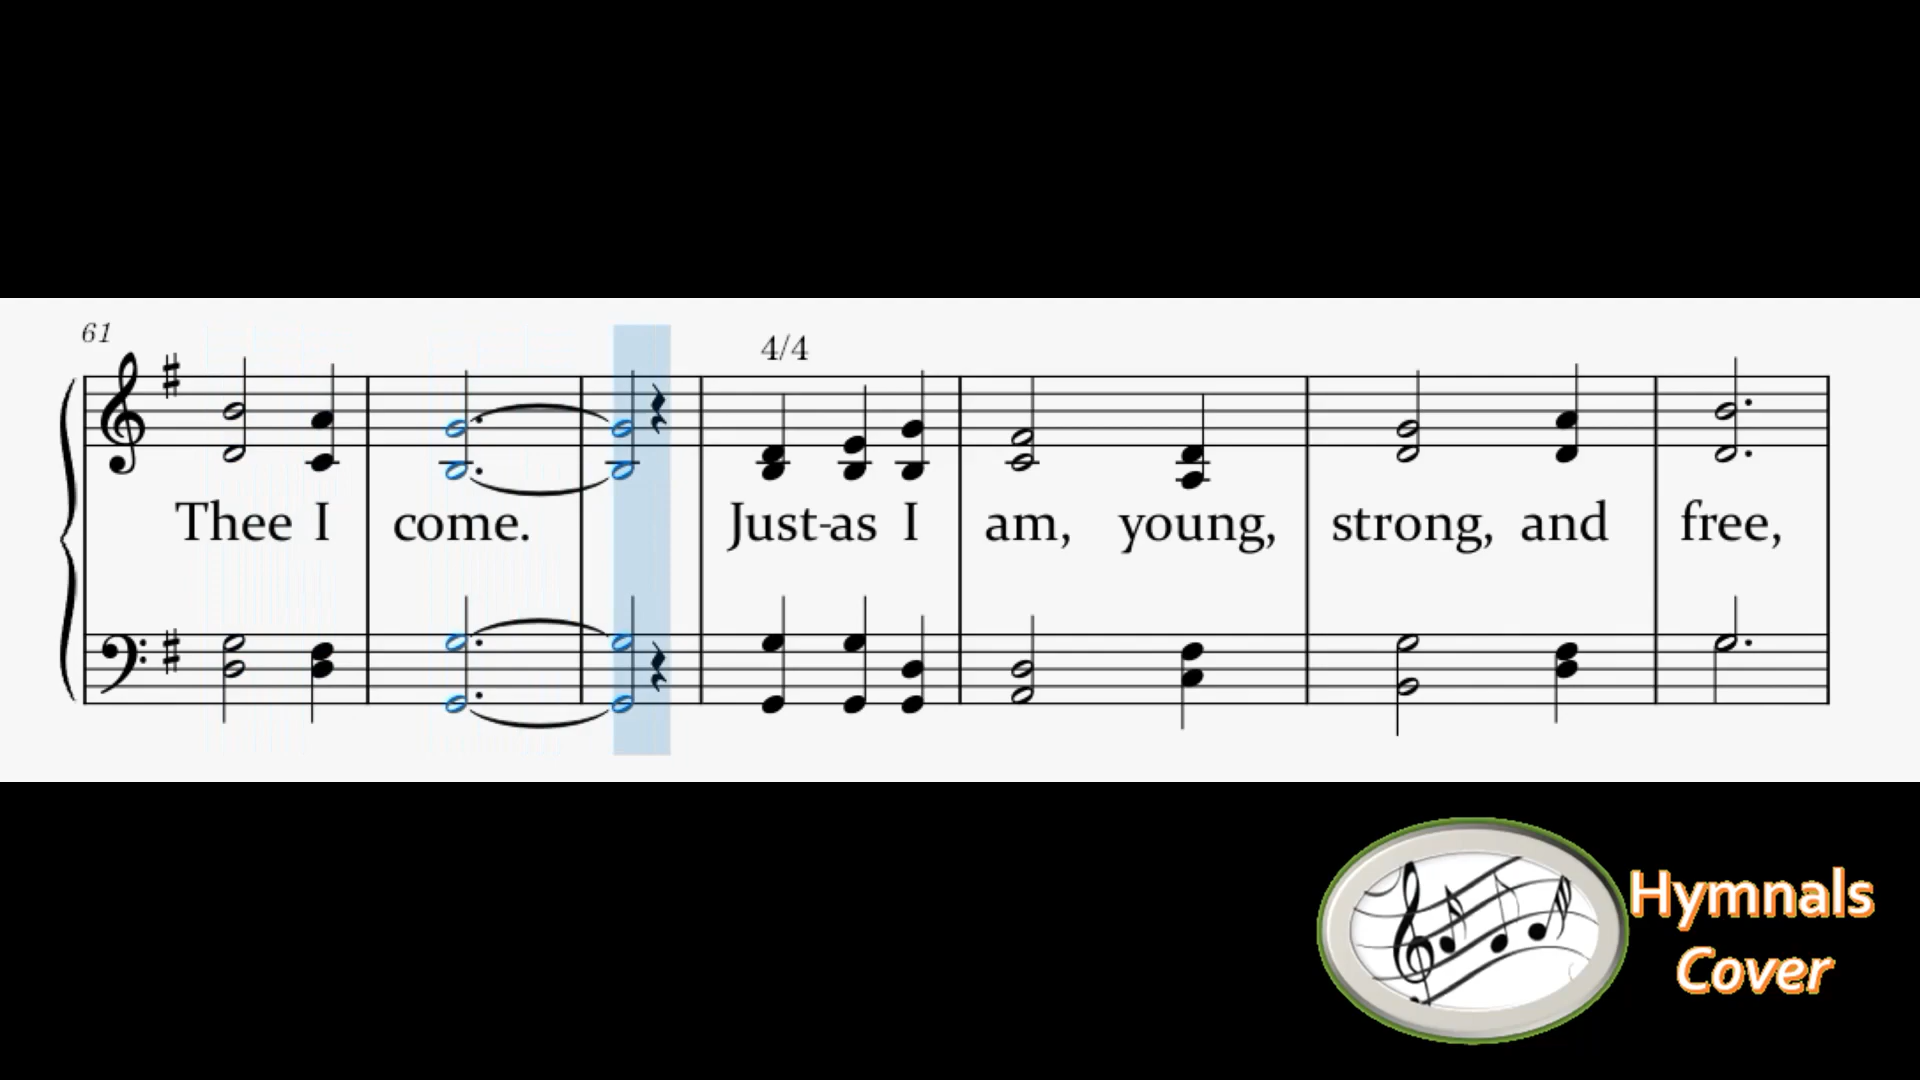 61
4/4
Thee I come. Just-as I am, young, strong, and free,
Hymnals
Cover